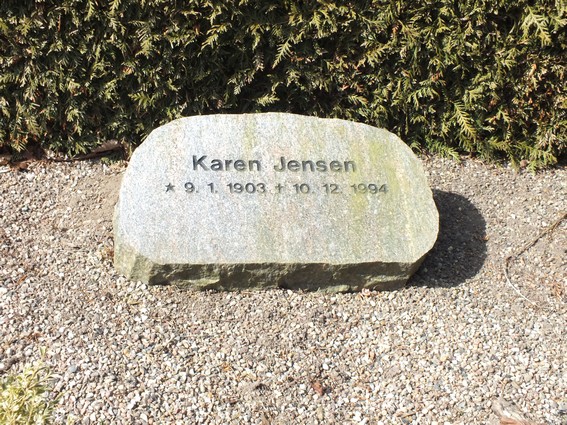 Karen Jensen
★ 9. 1. 1903 ✝ 10. 12. 1994